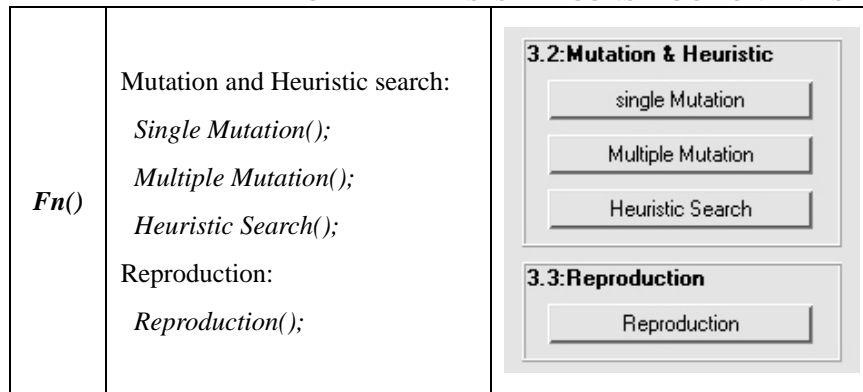 Fn()
Mutation and Heuristic search:
Single Mutation();
Multiple Mutation();
Heuristic Search();
Reproduction:
Reproduction();
3.2:Mutation & Heuristic
single Mutation
Multiple Mutation
Heuristic Search
3.3:Reproduction
Reproduction